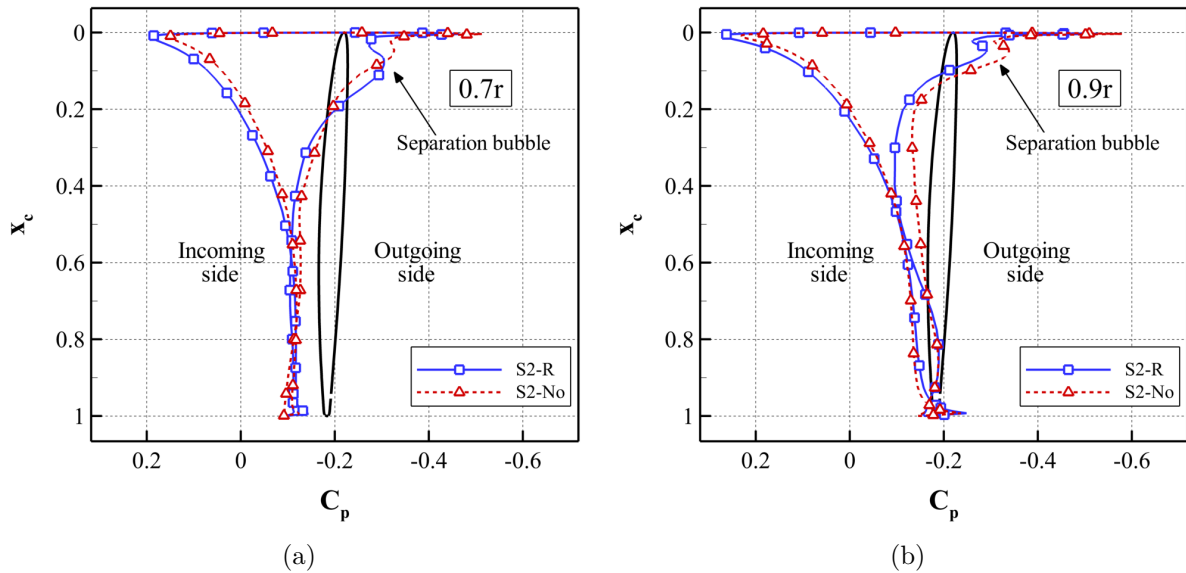 0
0.2
0.4
0.6
0.8
1
x_c
0.2
0
-0.2
-0.4
-0.6
C_p
0.7r
Separation bubble
Incoming
side
Outgoing
side
S2-R
S2-No
(a)
0
0.2
0.4
0.6
0.8
1
x_c
0.2
0
-0.2
-0.4
-0.6
C_p
0.9r
Separation bubble
Incoming
side
Outgoing
side
S2-R
S2-No
(b)